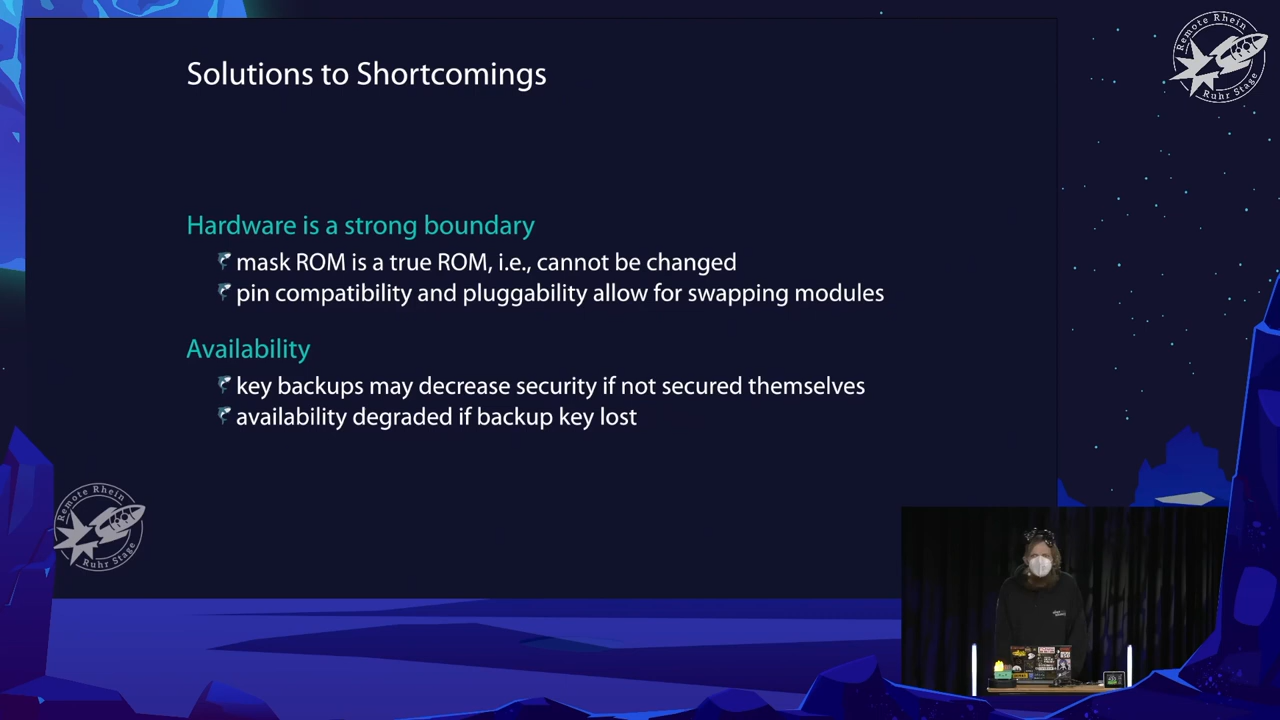 Solutions to Shortcomings
Remote Rhein
Ruhr Stage
Hardware is a strong boundary
mask ROM is a true ROM, i.e., cannot be changed
pin compatibility and pluggability allow for swapping modules
Availability
key backups may decrease security if not secured themselves
availability degraded if backup key lost
Remote Rhein
Ruhr Stage